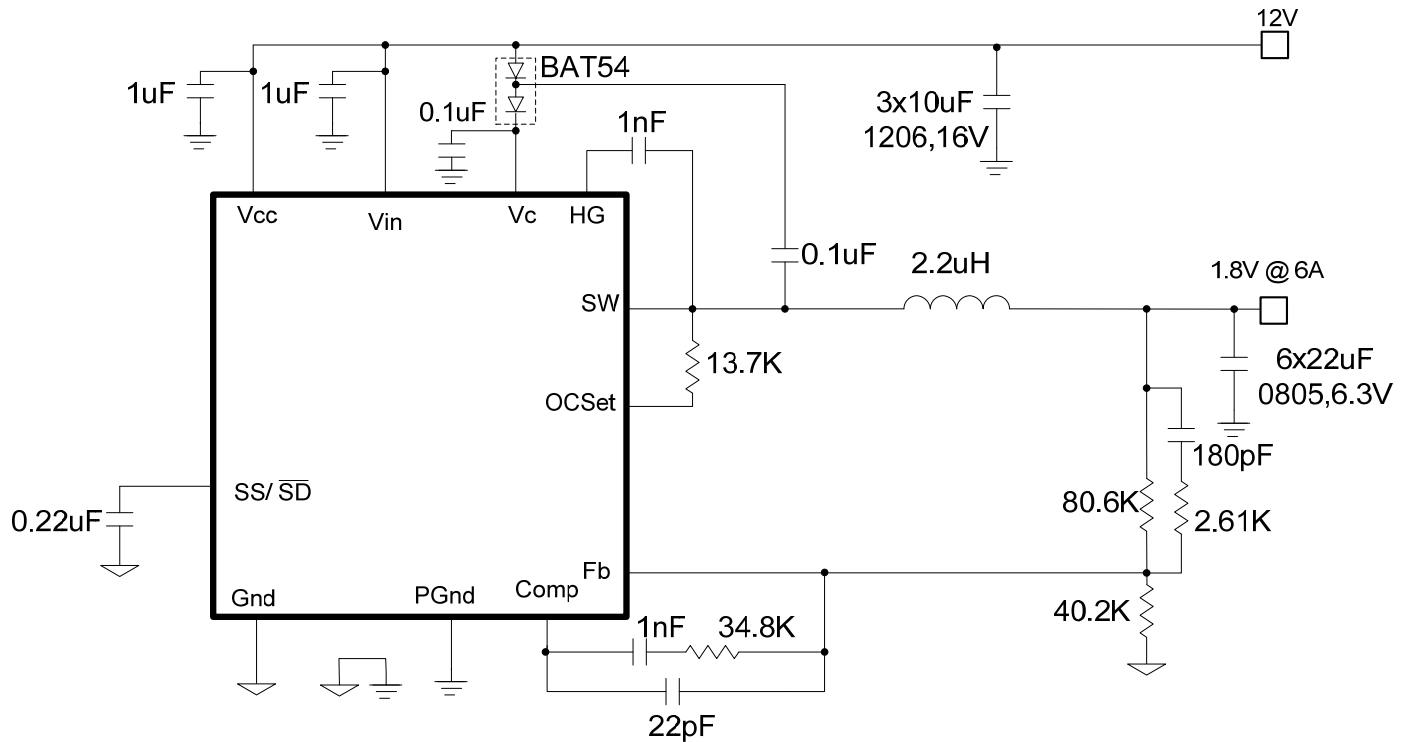 12V
BAT54
1uF
1uF
0.1uF
1nF
3x10uF
1206,16V
Vcc
Vin
Vc
HG
0.1uF
2.2uH
1.8V @ 6A
SW
13.7K
6x22uF
0805,6.3V
OCSet
180pF
SS/ SD
0.22uF
80.6K
2.61K
Fb
Comp
PGnd
Gnd
40.2K
1nF
34.8K
22pF